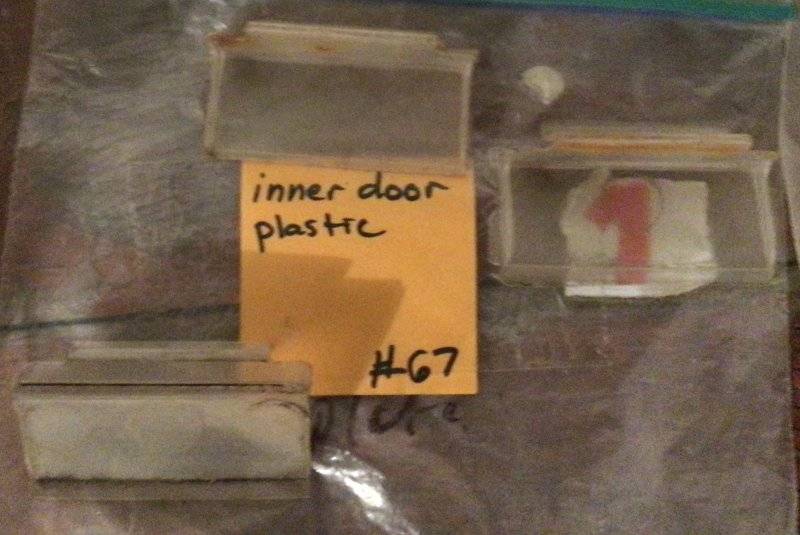 inner door
plastic
1
#67